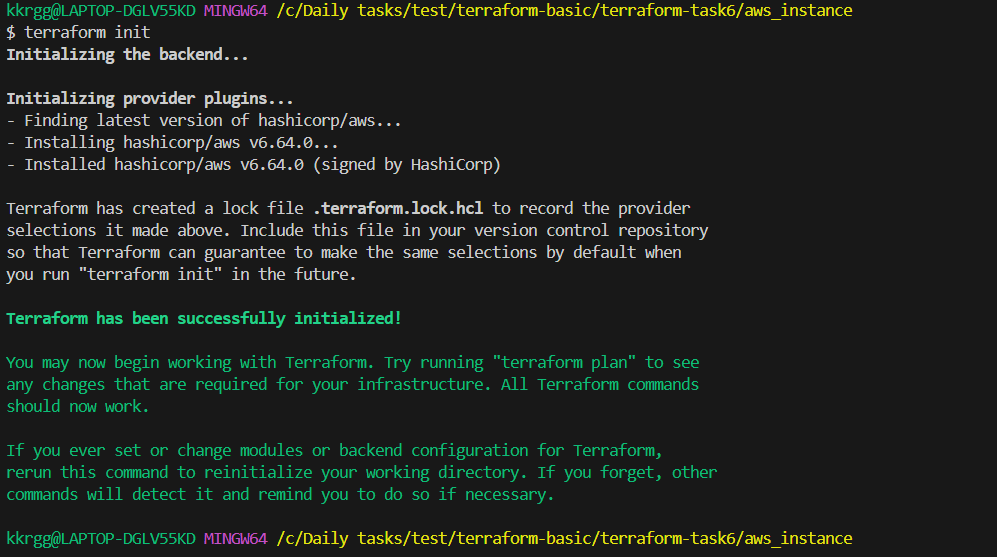 kkrgg@LAPTOP-DGLV55KD MINGW64 /c/Daily tasks/test/terraform-basic/terraform-task6/aws_instance
$ terraform init
Initializing the backend...
Initializing provider plugins...
- Finding latest version of hashicorp/aws...
- Installing hashicorp/aws v6.64.0...
- Installed hashicorp/aws v6.64.0 (signed by HashiCorp)
Terraform has created a lock file .terraform.lock.hcl to record the provider
selections it made above. Include this file in your version control repository
so that Terraform can guarantee to make the same selections by default when
you run "terraform init" in the future.
Terraform has been successfully initialized!
You may now begin working with Terraform. Try running "terraform plan" to see
any changes that are required for your infrastructure. All Terraform commands
should now work.
If you ever set or change modules or backend configuration for Terraform,
rerun this command to reinitialize your working directory. If you forget, other
commands will detect it and remind you to do so if necessary.
kkrgg@LAPTOP-DGLV55KD MINGW64 /c/Daily tasks/test/terraform-basic/terraform-task6/aws_instance